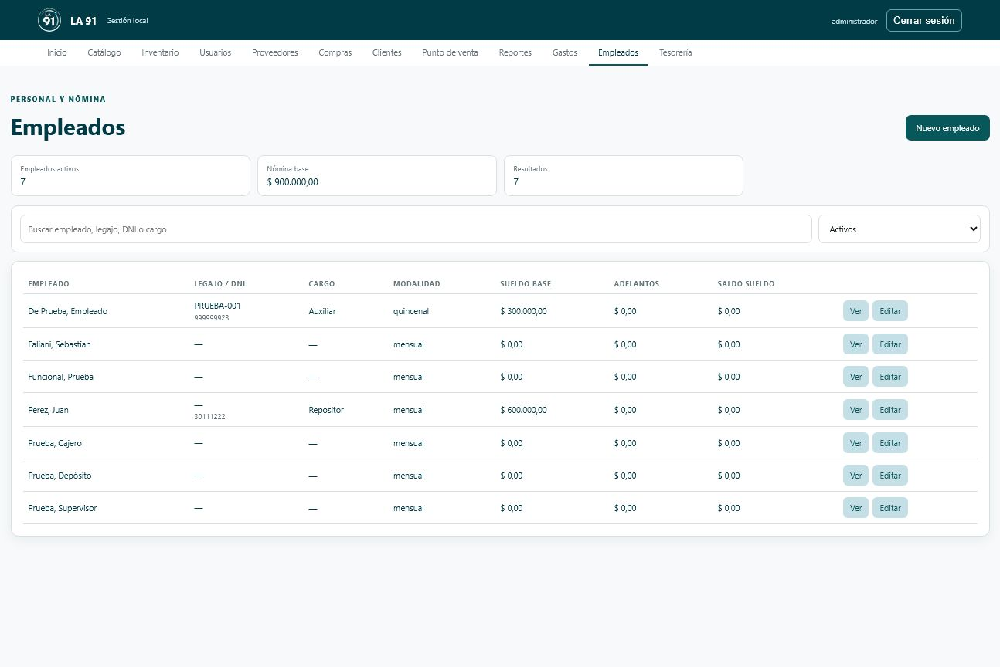 LA
91
LA 91 Gestión local administrador Cerrar sesión
Inicio Catálogo Inventario Usuarios Proveedores Compras Clientes Punto de venta Reportes Gastos Empleados Tesorería
PERSONAL Y NÓMINA
Empleados
Nuevo empleado
Empleados activos
7
Nómina base
$ 900.000,00
Resultados
7
Buscar empleado, legajo, DNI o cargo
Activos
EMPLEADO LEGAJO / DNI CARGO MODALIDAD SUELDO BASE ADELANTOS SALDO SUELDO
De Prueba, Empleado PRUEBA-001 Auxiliar quincenal $ 300.000,00 $ 0,00 $ 0,00 Ver Editar
999999923
Faliani, Sebastian — — mensual $ 0,00 $ 0,00 $ 0,00 Ver Editar
Funcional, Prueba — — mensual $ 0,00 $ 0,00 $ 0,00 Ver Editar
Perez, Juan — Repositor mensual $ 600.000,00 $ 0,00 $ 0,00 Ver Editar
30111222
Prueba, Cajero — — mensual $ 0,00 $ 0,00 $ 0,00 Ver Editar
Prueba, Depósito — — mensual $ 0,00 $ 0,00 $ 0,00 Ver Editar
Prueba, Supervisor — — mensual $ 0,00 $ 0,00 $ 0,00 Ver Editar